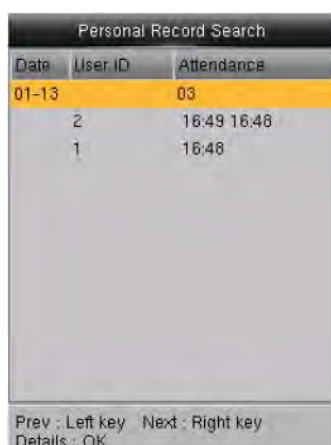 Personal Record Search
Date User ID Attendance
01-13 03
2 16:49 16:48
1 16:48
Prev : Left key Next : Right key
Details : OK